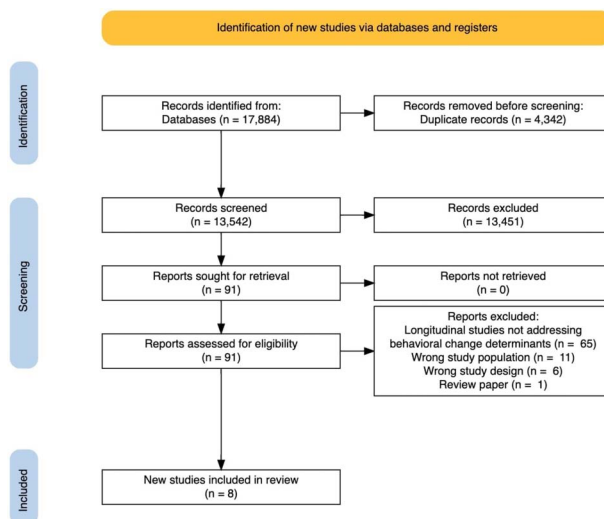 Identification of new studies via databases and registers
Identification
Records identified from:
Databases (n = 17,884)
Records removed before screening:
Duplicate records (n = 4,342)
Screening
Records screened
(n = 13,542)
Records excluded
(n = 13,451)
Reports sought for retrieval
(n = 91)
Reports not retrieved
(n = 0)
Reports assessed for eligibility
(n = 91)
Reports excluded:
Longitudinal studies not addressing
behavioral change determinants (n = 65)
Wrong study population (n = 11)
Wrong study design (n = 6)
Review paper (n = 1)
Included
New studies included in review
(n = 8)